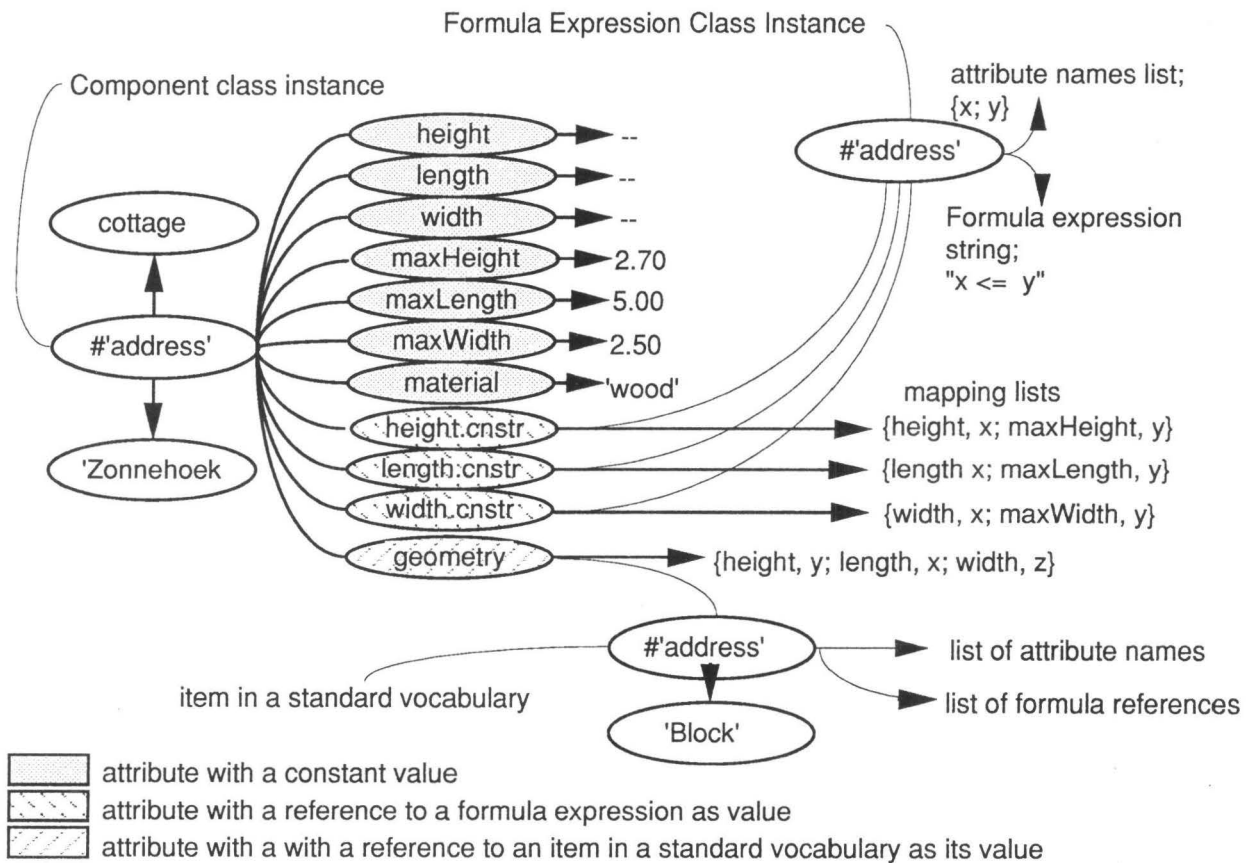 Formula Expression Class Instance
Component class instance
attribute names list;
{x; y}
#'address'
Formula expression
string;
"x <= y"
height
--
length
--
width
--
maxHeight
2.70
maxLength
5.00
maxWidth
2.50
material
'wood'
cottage
#'address'
'Zonnehoek
mapping lists
height.cnstr
{height, x; maxHeight, y}
length.cnstr
{length x; maxLength, y}
width.cnstr
{width, x; maxWidth, y}
geometry
{height, y; length, x; width, z}
#'address'
list of attribute names
item in a standard vocabulary
list of formula references
'Block'
attribute with a constant value
attribute with a reference to a formula expression as value
attribute with a with a reference to an item in a standard vocabulary as its value